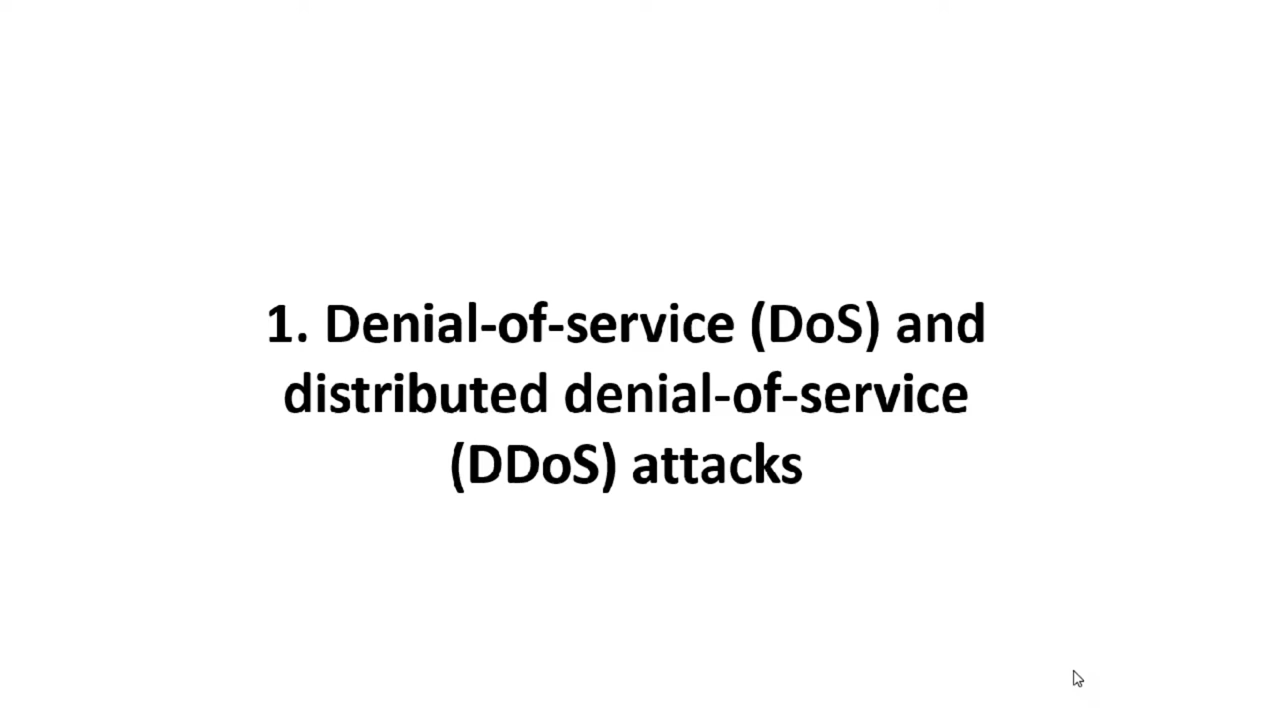 1. Denial-of-service (DoS) and
distributed denial-of-service
(DDoS) attacks